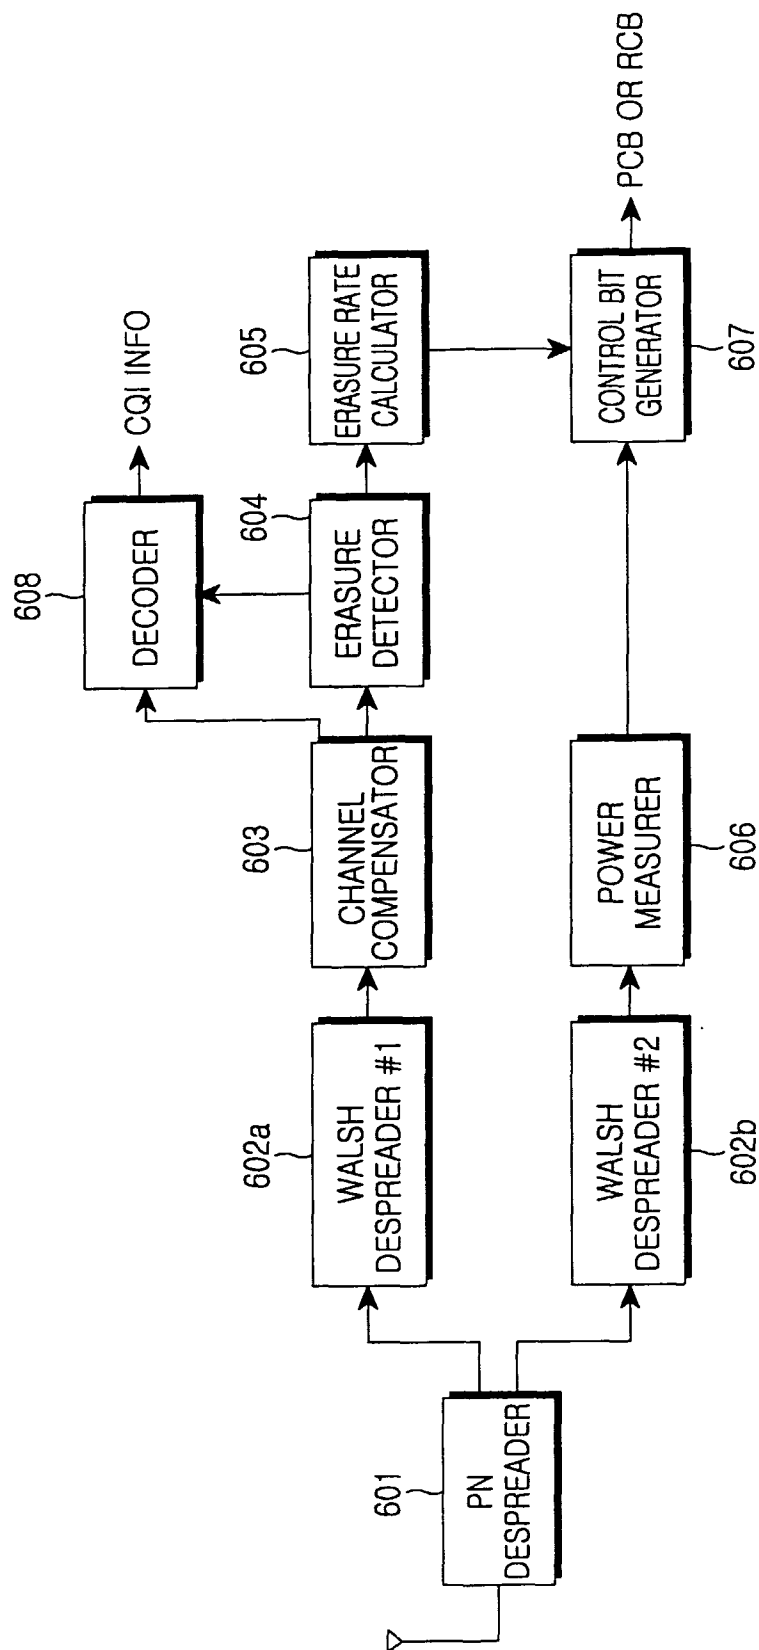 608
DECODER
CQI INFO
601
PN
DESPREADER
602a
WALSH
DESPREADER #1
603
CHANNEL
COMPENSATOR
604
ERASURE
DETECTOR
605
ERASURE RATE
CALCULATOR
WALSH
DESPREADER #2
602b
POWER
MEASURER
606
CONTROL BIT
GENERATOR
607
PCB OR RCB